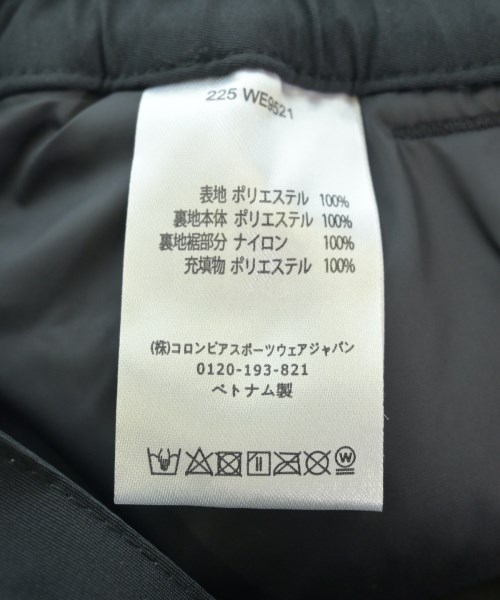 225 WE9521
表地 ポリエステル 100%
裏地本体 ポリエステル 100%
裏地裾部分 ナイロン 100%
充填物 ポリエステル 100%
(株)コロンビアスポーツウェアジャパン
0120-193-821
ベトナム製